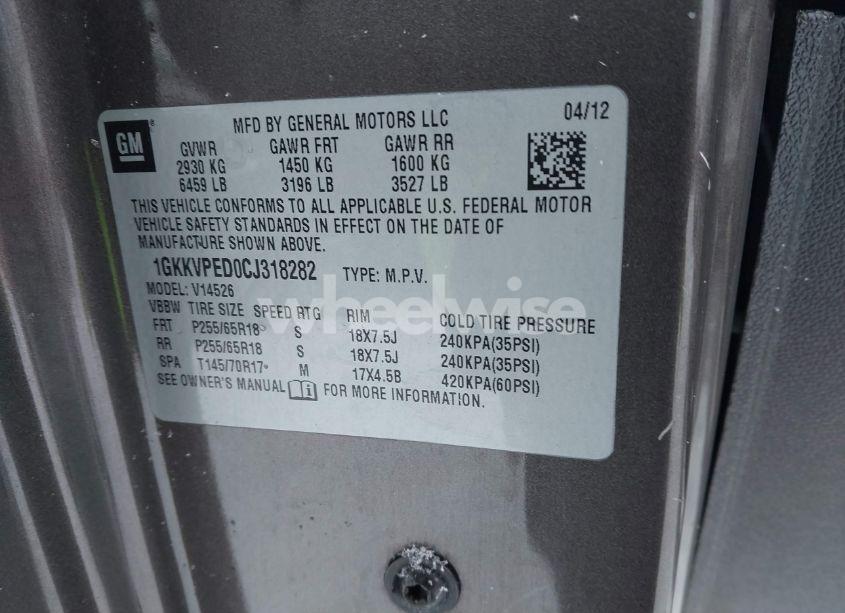 GM
MFD BY GENERAL MOTORS LLC 04/12
GVWR GAWR FRT GAWR RR
2930 KG 1450 KG 1600 KG
6459 LB 3196 LB 3527 LB
THIS VEHICLE CONFORMS TO ALL APPLICABLE U.S. FEDERAL MOTOR
VEHICLE SAFETY STANDARDS IN EFFECT ON THE DATE OF
MANUFACTURE SHOWN ABOVE.
1GKKVPED0CJ318282 TYPE: M.P.V.
MODEL: V14526
wheelwise
VBBW TIRE SIZE SPEED RTG RIM COLD TIRE PRESSURE
FRT P255/65R18 S 18X7.5J 240KPA(35PSI)
RR P255/65R18 S 18X7.5J 240KPA(35PSI)
SPA T145/70R17 M 17X4.5B 420KPA(60PSI)
SEE OWNER'S MANUAL FOR MORE INFORMATION.